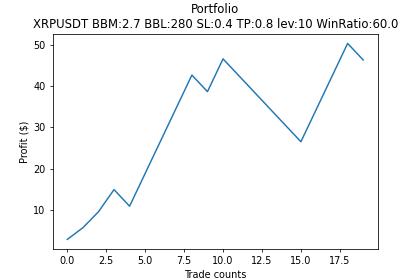 Portfolio
XRPUSDT BBM:2.7 BBL:280 SL:0.4 TP:0.8 lev:10 WinRatio:60.0
50
40
30
20
10
Profit ($)
0.0 2.5 5.0 7.5 10.0 12.5 15.0 17.5
Trade counts